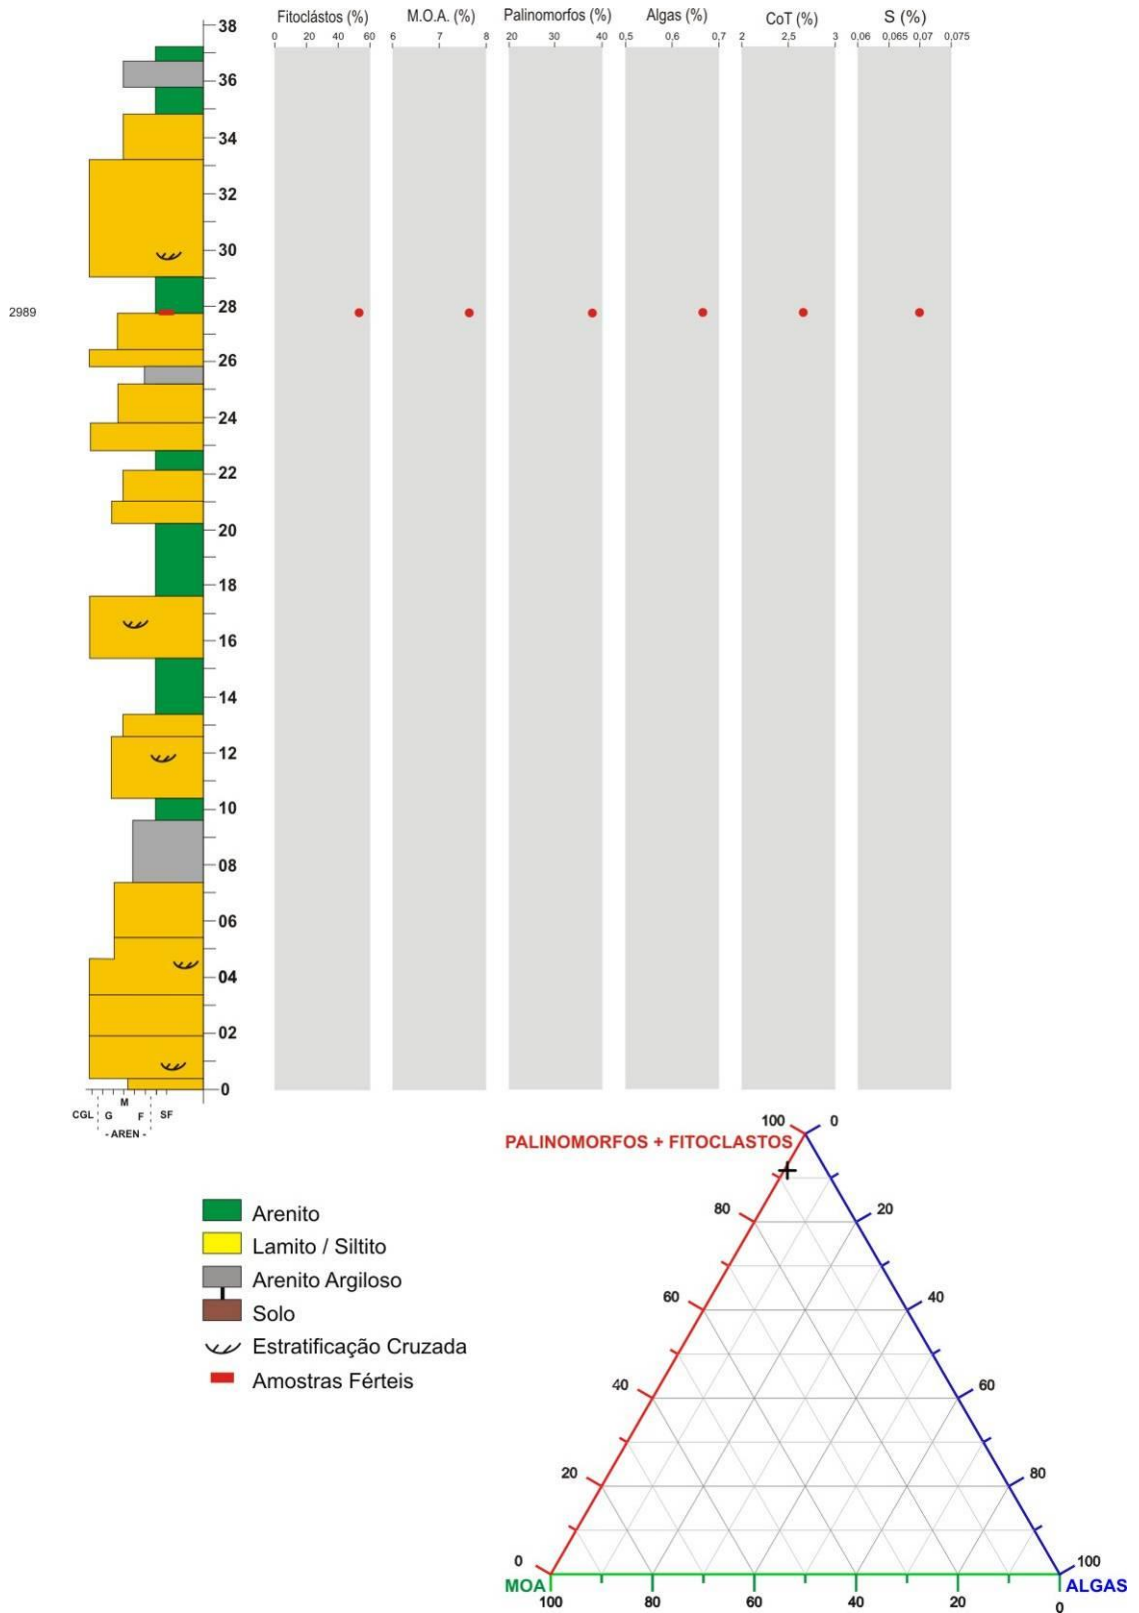 Fitoclástos (%) M.O.A. (%) Palinomorfos (%) Algas (%) CoT (%) S (%)
0 20 40 60 6 7 8 20 30 40 0,5 0,6 0,7 2 2,5 3 0,06 0,065 0,07 0,075
38
36
34
32
30
2989 28
26
24
22
20
18
16
14
12
10
08
06
04
02
0
M
CGL G F SF
- AREN -
100 0
PALINOMORFOS + FITOCLASTOS
80 20
60 40
40 60
20 80
0 100
MOA ALGAS
100 80 60 40 20 0
Arenito
Lamito / Siltito
Arenito Argiloso
Solo
Estratificação Cruzada
Amostras Férteis